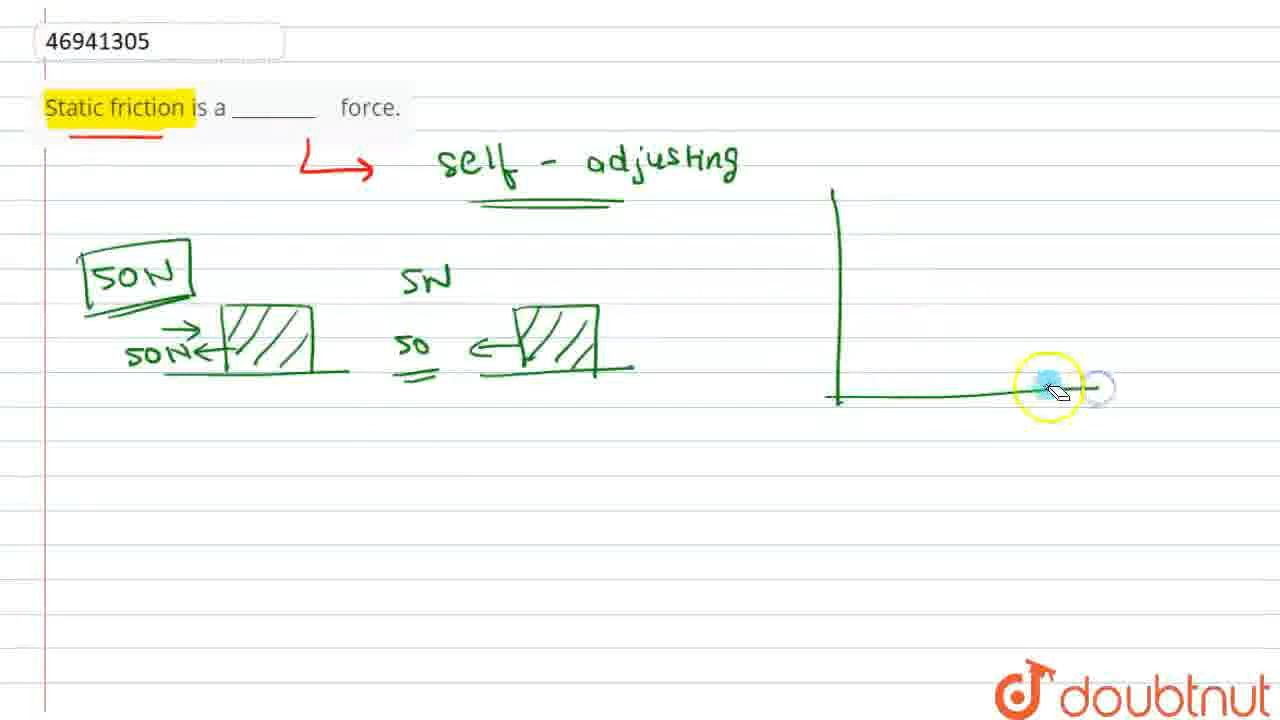 46941305
Static friction is a ________ force.
self - adjusting
50N
5N
50N
50
doubtnut